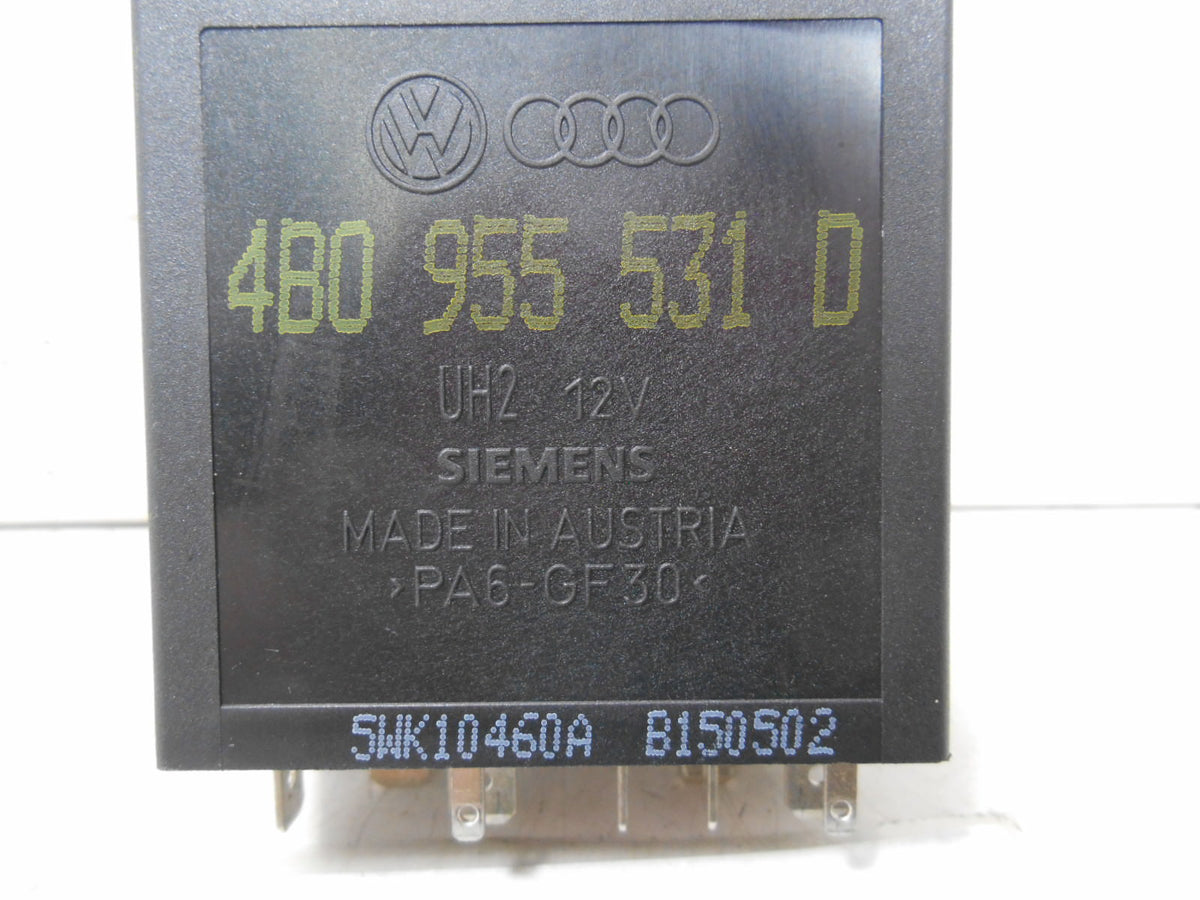 4B0 955 531 D
UH2 12V
SIEMENS
MADE IN AUSTRIA
>PA6-GF30<
5WK10460A B150502